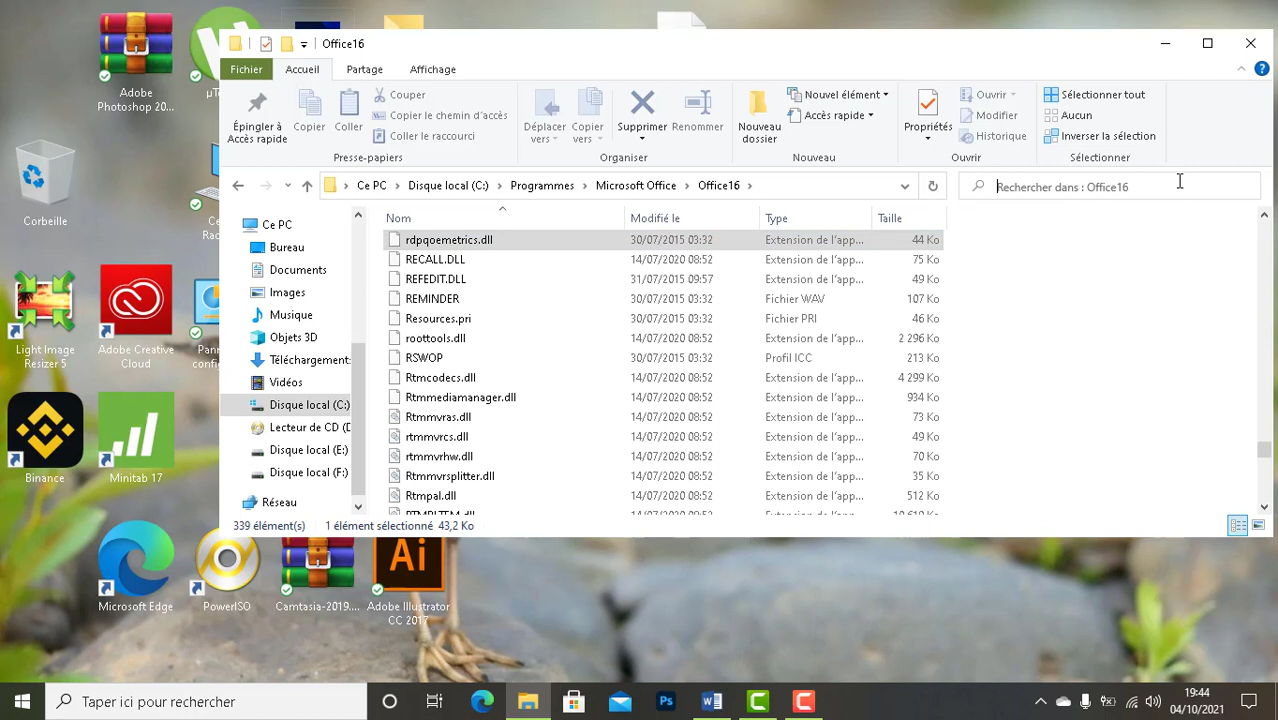 Office16
Fichier
Accueil
Partage
Affichage
Épingler à
Accès rapide
Copier
Coller
Couper
Copier le chemin d'accès
Coller le raccourci
Presse-papiers
Déplacer
vers
Copier
vers
Supprimer
Renommer
Organiser
Nouveau
dossier
Nouvel élément
Accès rapide
Nouveau
Propriétés
Ouvrir
Modifier
Historique
Ouvrir
Sélectionner tout
Aucun
Inverser la sélection
Sélectionner
Ce PC > Disque local (C:) > Programmes > Microsoft Office > Office16 >
Rechercher dans : Office16
Ce PC
Bureau
Documents
Images
Musique
Objets 3D
Téléchargement:
Vidéos
Disque local (C:)
Lecteur de CD (D
Disque local (E:)
Disque local (F:)
Réseau
Nom Modifié le Type Taille
rdpqoemetrics.dll 30/07/2015 03:32 Extension de l'app... 44 Ko
RECALL.DLL 14/07/2020 08:52 Extension de l'app... 75 Ko
REFEDIT.DLL 31/07/2015 09:57 Extension de l'app... 49 Ko
REMINDER 30/07/2015 03:32 Fichier WAV 107 Ko
Resources.pri 30/07/2015 03:32 Fichier PRI 46 Ko
roottools.dll 14/07/2020 08:52 Extension de l'app... 2 296 Ko
RSWOP 30/07/2015 03:32 Profil ICC 213 Ko
Rtmcodecs.dll 14/07/2020 08:52 Extension de l'app... 4 299 Ko
Rtmmediamanager.dll 14/07/2020 08:52 Extension de l'app... 934 Ko
Rtmmvras.dll 14/07/2020 08:52 Extension de l'app... 73 Ko
rtmmvrcs.dll 14/07/2020 08:52 Extension de l'app... 49 Ko
rtmmvrhw.dll 14/07/2020 08:52 Extension de l'app... 70 Ko
Rtmmvrsplitter.dll 14/07/2020 08:52 Extension de l'app... 35 Ko
Rtmpal.dll 14/07/2020 08:52 Extension de l'app... 512 Ko
339 élément(s) 1 élément sélectionné 43,2 Ko
Adobe
Photoshop 20...
µTo
Corbeille
Ce
Ra
Light Image
Resizer 5
Adobe Creative
Cloud
Pann
config
Binance
Minitab 17
Microsoft Edge
PowerISO
Camtasia-2019....
Ai
Adobe Illustrator
CC 2017
Taper ici pour rechercher
Ps
W
C
C
19:44
04/10/2021